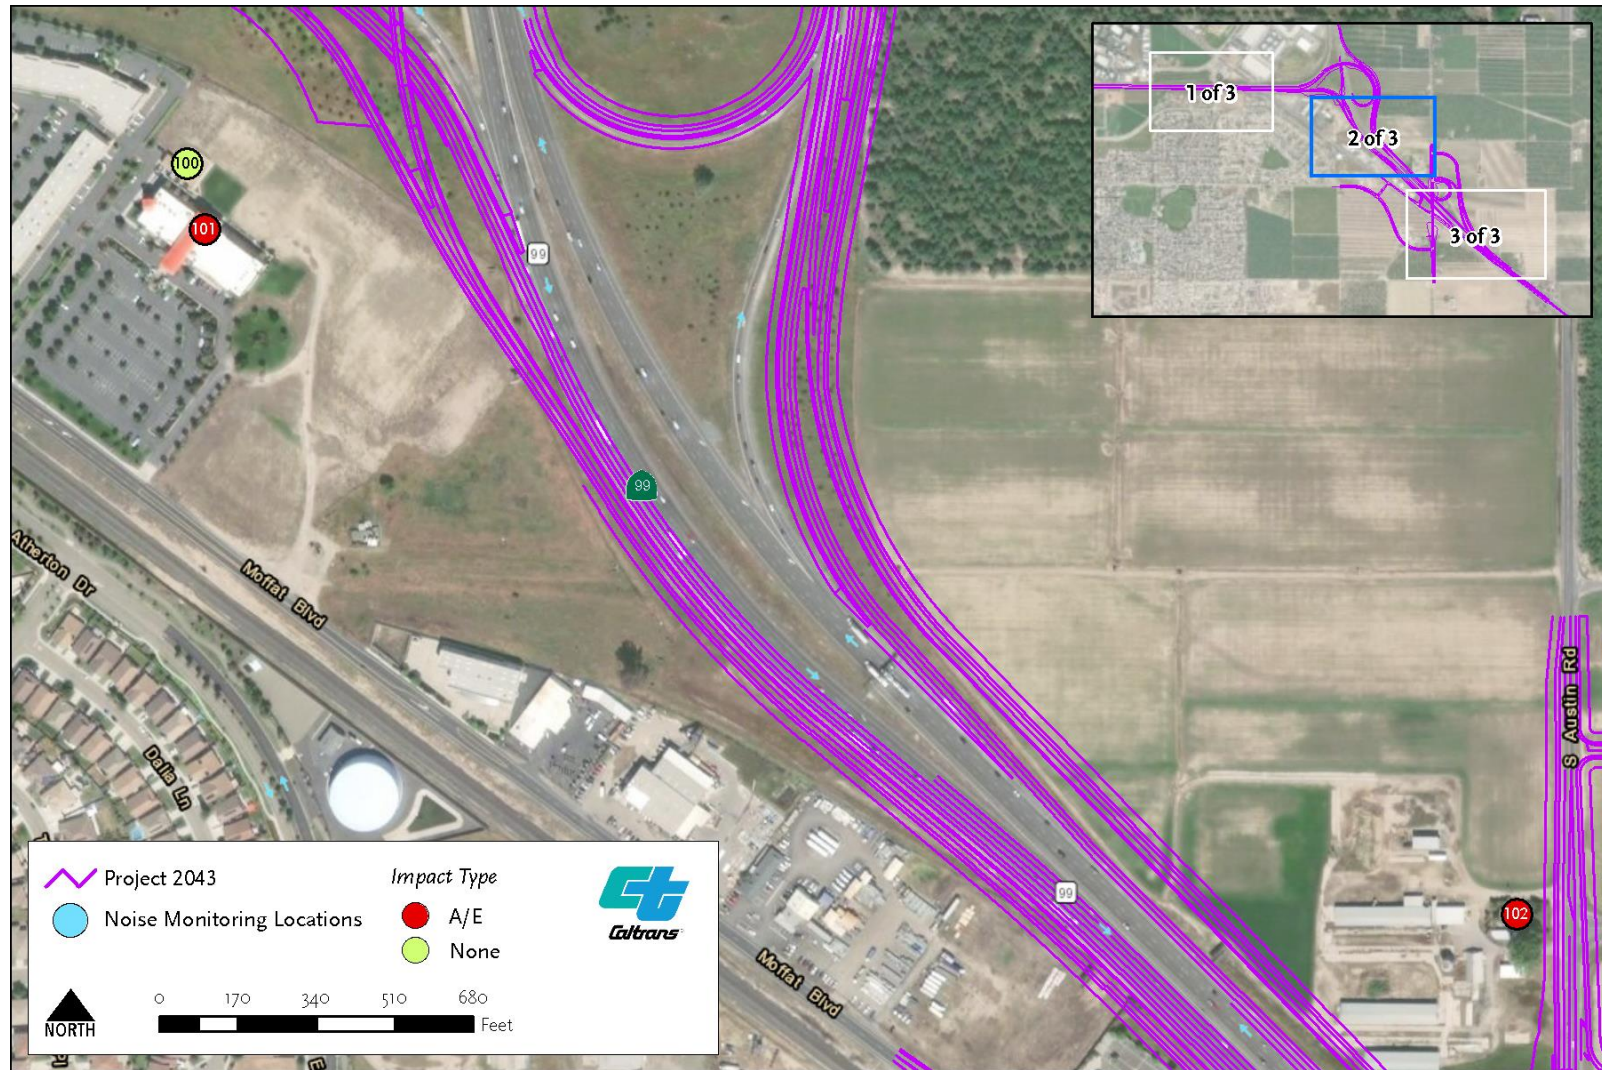 1 of 3
2 of 3
3 of 3
100
101
99
99
Atherton Dr
Moffat Blvd
Dalia Ln
S Austin Rd
99
102
Moffat Blvd
Project 2043
Noise Monitoring Locations
Impact Type
A/E
None
Caltrans
NORTH
0 170 340 510 680
Feet